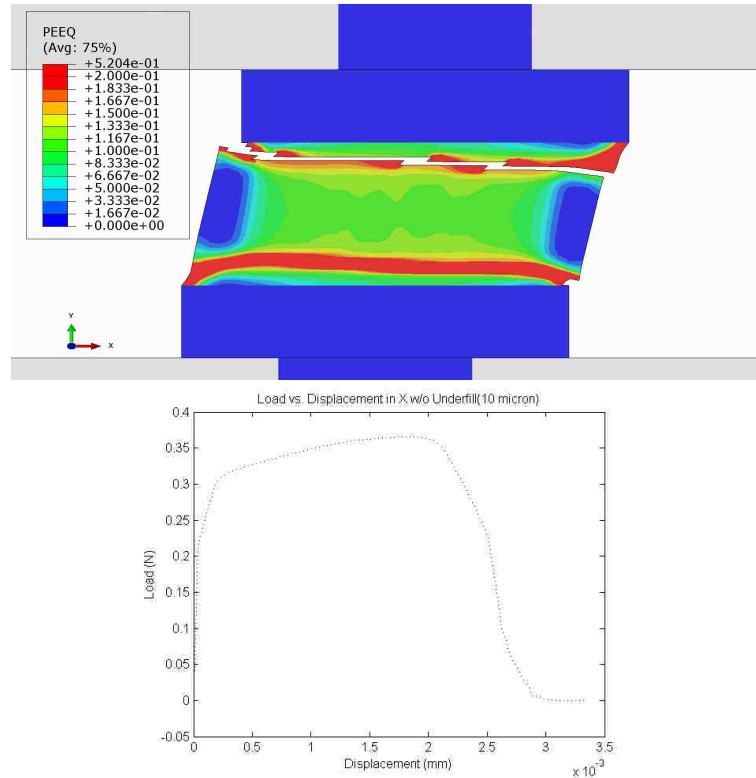 PEEQ
(Avg: 75%)
+5.204e-01
+2.000e-01
+1.833e-01
+1.667e-01
+1.500e-01
+1.333e-01
+1.167e-01
+1.000e-01
+8.333e-02
+6.667e-02
+5.000e-02
+3.333e-02
+1.667e-02
+0.000e+00
Y
X
Load vs. Displacement in X w/o Underfill(10 micron)
0.4
0.35
0.3
0.25
0.2
0.15
0.1
0.05
0
-0.05
Load (N)
0
0.5
1
1.5
2
2.5
3
3.5
Displacement (mm)
x 10⁻³